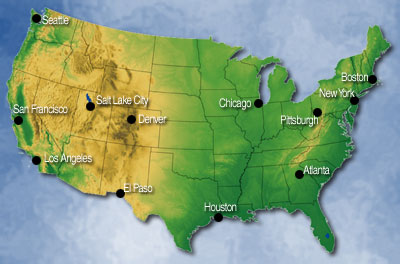 Seattle
Boston
New York
Salt Lake City
Chicago
San Francisco
Denver
Pittsburgh
Los Angeles
Atlanta
El Paso
Houston